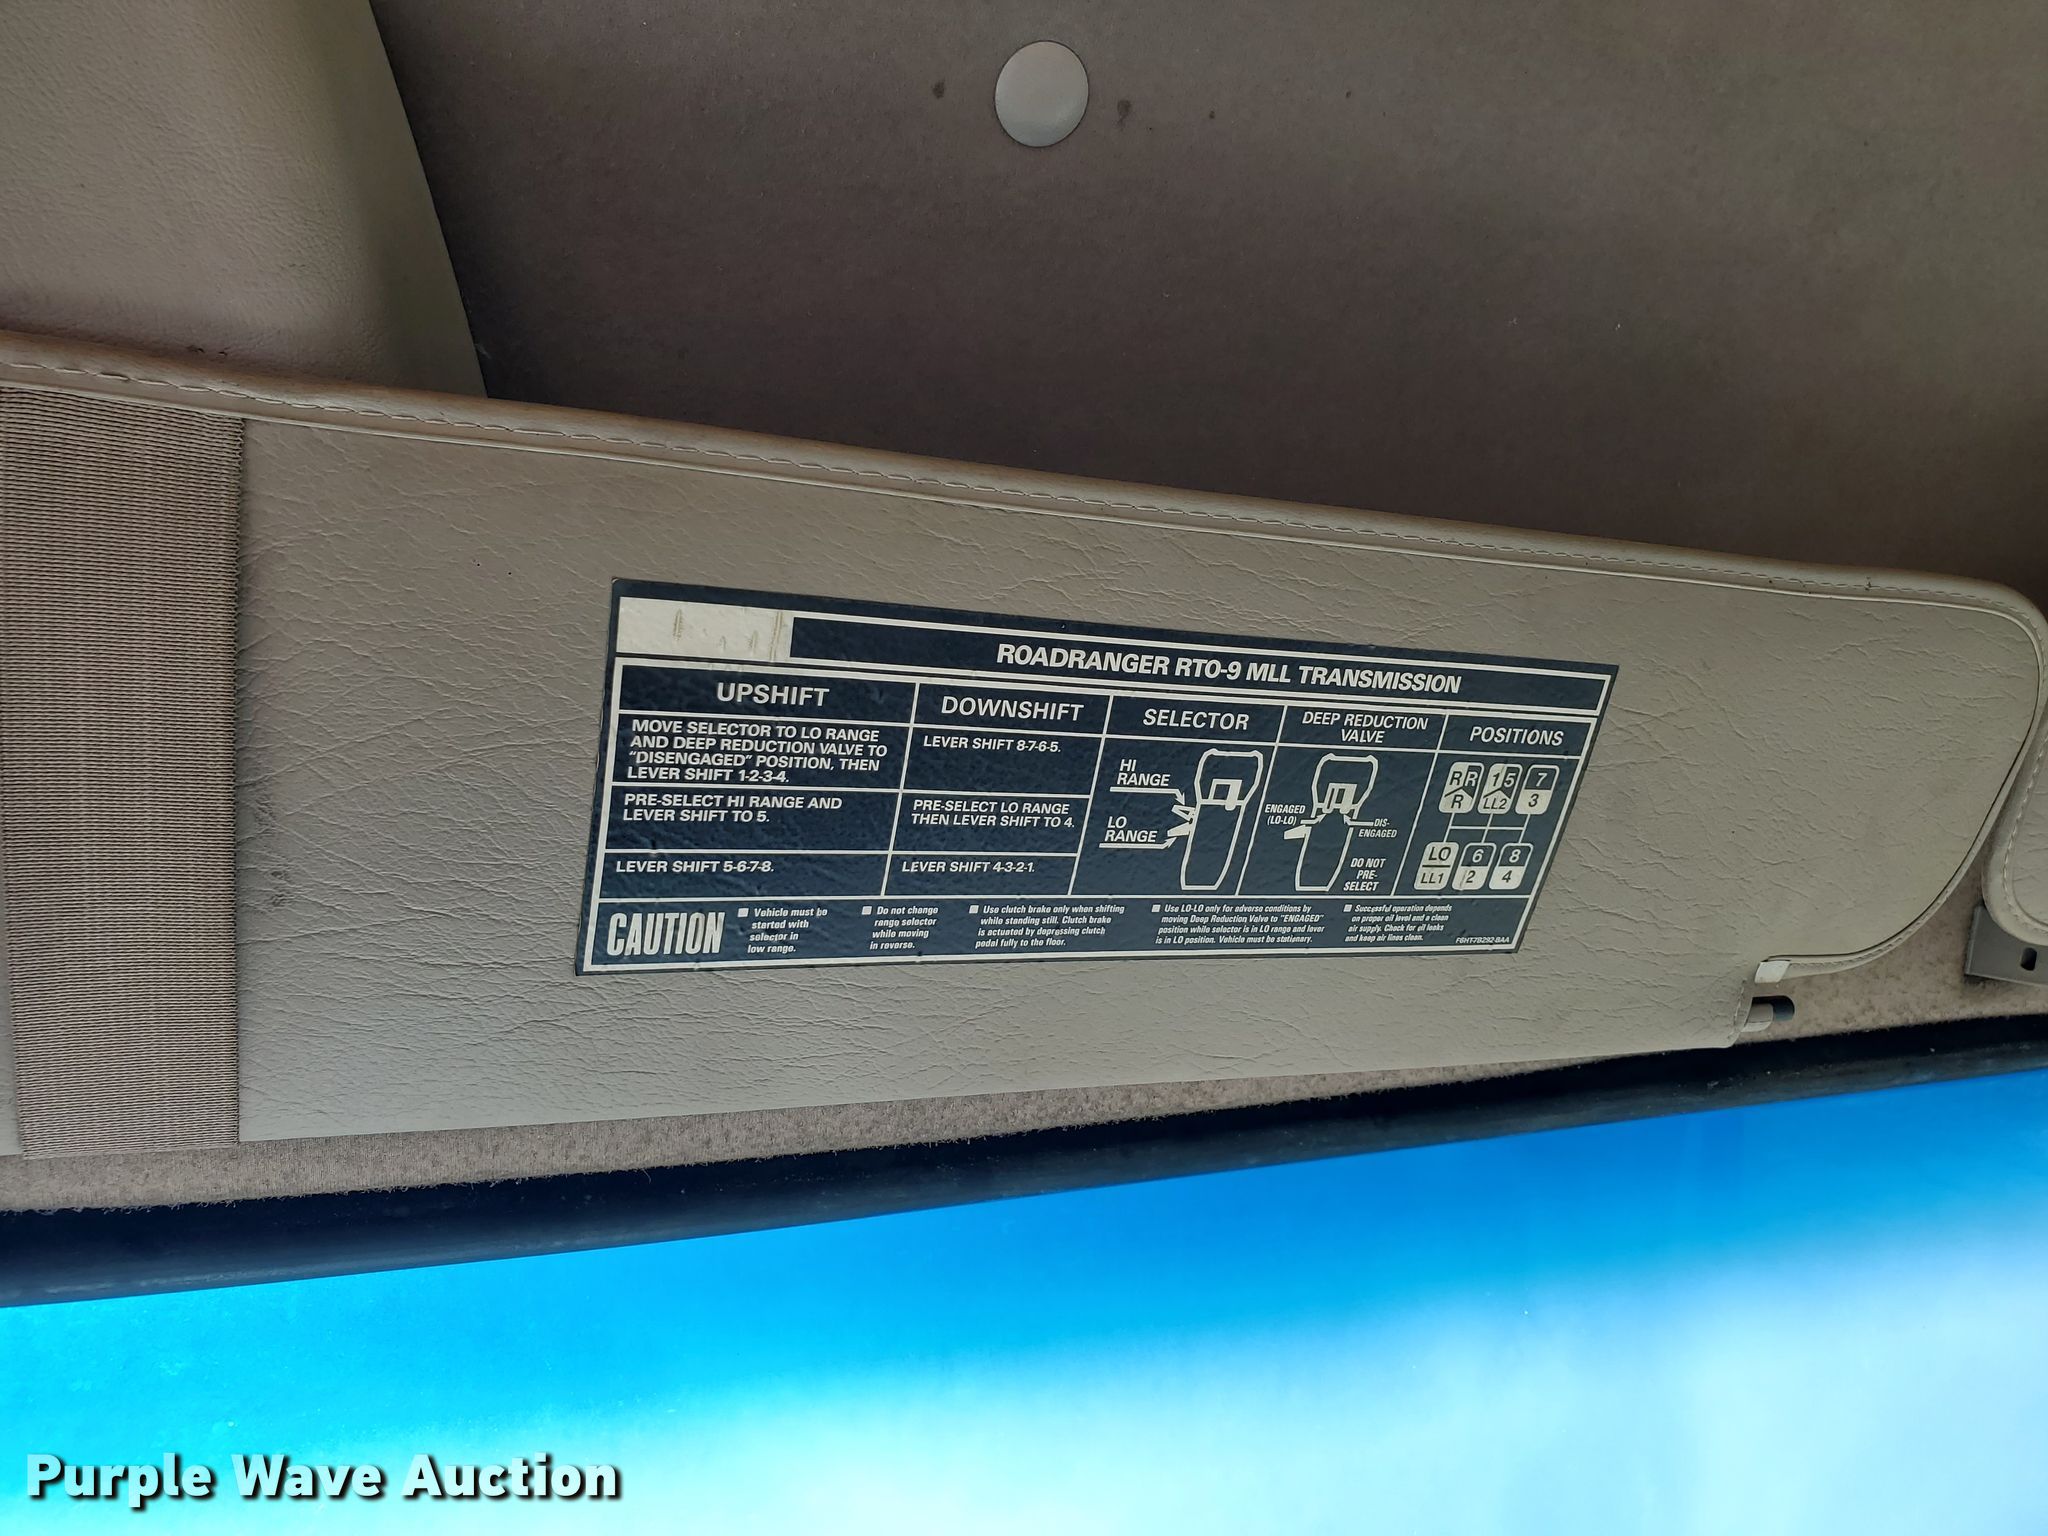 ROADRANGER RTO-9 MLL TRANSMISSION
UPSHIFT
MOVE SELECTOR TO LO RANGE
AND DEEP REDUCTION VALVE TO
"DISENGAGED" POSITION, THEN
LEVER SHIFT 1-2-3-4.
PRE-SELECT HI RANGE AND
LEVER SHIFT TO 5.
LEVER SHIFT 5-6-7-8.
DOWNSHIFT
LEVER SHIFT 8-7-6-5.
PRE-SELECT LO RANGE
THEN LEVER SHIFT TO 4.
LEVER SHIFT 4-3-2-1.
SELECTOR
HI
RANGE
LO
RANGE
DEEP REDUCTION
VALVE
ENGAGED
(LO-LO)
DIS-
ENGAGED
DO NOT
PRE-
SELECT
POSITIONS
R R 1 5 7
R LL2 3
LO 6 8
LL1 2 4
CAUTION
Vehicle must be
started with
selector in
low range.
Do not change
range selector
while moving
in reverse.
Use clutch brake only when shifting
while standing still. Clutch brake
is actuated by depressing clutch
pedal fully to the floor.
Use LO-LO only for adverse conditions by
moving Deep Reduction Valve to "ENGAGED"
position while selector is in LO range and lever
is in LO position. Vehicle must be stationary.
Successful operation depends
on proper oil level and a clean
air supply. Check for oil leaks
and keep air lines clean.
F6HT-7B292-BAA
Purple Wave Auction